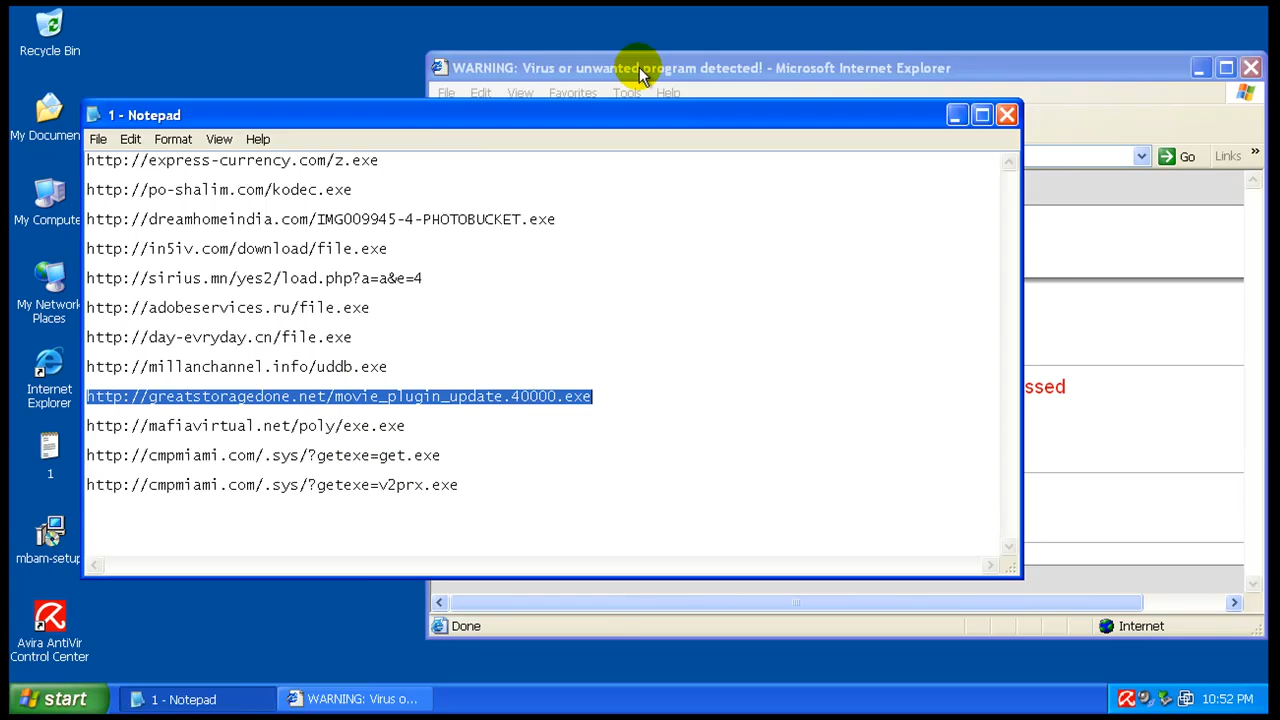 Recycle Bin
WARNING: Virus or unwanted program detected! - Microsoft Internet Explorer
File Edit View Favorites Tools Help
My Documen
1 - Notepad
File Edit Format View Help
Go Links »
http://express-currency.com/z.exe
http://po-shalim.com/kodec.exe
http://dreamhomeindia.com/IMG009945-4-PHOTOBUCKET.exe
http://in5iv.com/download/file.exe
http://sirius.mn/yes2/load.php?a=a&e=4
http://adobeservices.ru/file.exe
http://day-evryday.cn/file.exe
http://millanchannel.info/uddb.exe
http://greatstoragedone.net/movie_plugin_update.40000.exe
http://mafiavirtual.net/poly/exe.exe
http://cmpmiami.com/.sys/?getexe=get.exe
http://cmpmiami.com/.sys/?getexe=v2prx.exe
My Compute
My Network
Places
Internet
Explorer
ssed
1
mbam-setup
Avira AntiVir
Control Center
Done
Internet
start
1 - Notepad
WARNING: Virus o...
10:52 PM